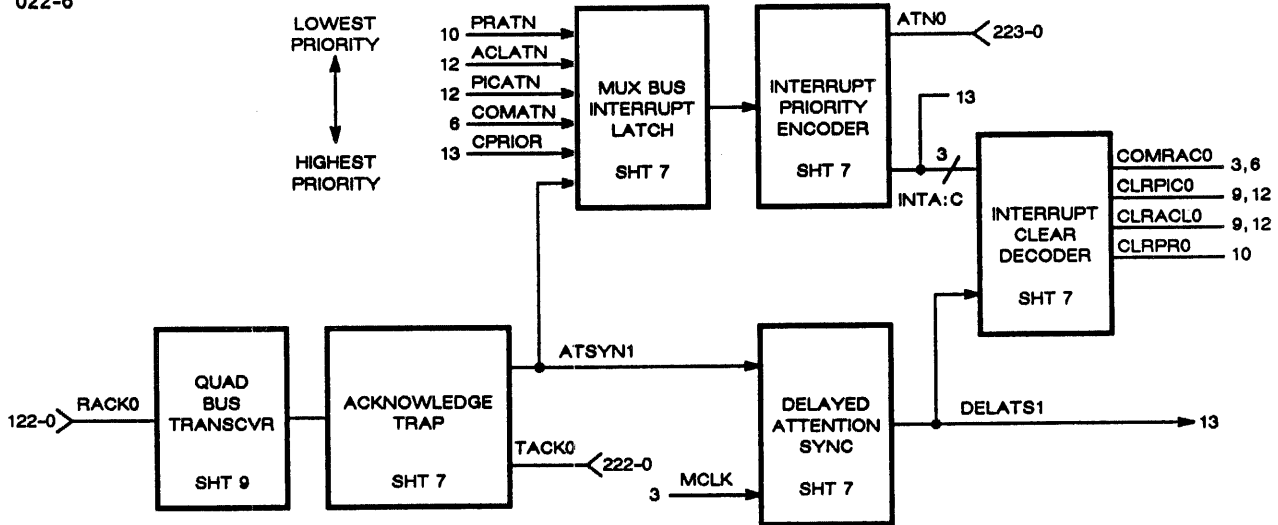 022-6
LOWEST
PRIORITY
HIGHEST
PRIORITY
10 PRATN
12 ACLATN
12 PICATN
6 COMATN
13 CPRIOR
MUX BUS
INTERRUPT
LATCH
SHT 7
INTERRUPT
PRIORITY
ENCODER
SHT 7
ATN0
223-0
13
3
INTA:C
INTERRUPT
CLEAR
DECODER
SHT 7
COMRAC0 3,6
CLRPIC0 9,12
CLRACL0 9,12
CLRPR0 10
122-0 RACK0
QUAD
BUS
TRANSCVR
SHT 9
ACKNOWLEDGE
TRAP
SHT 7
ATSYN1
TACK0
222-0
3 MCLK
DELAYED
ATTENTION
SYNC
SHT 7
DELATS1
13